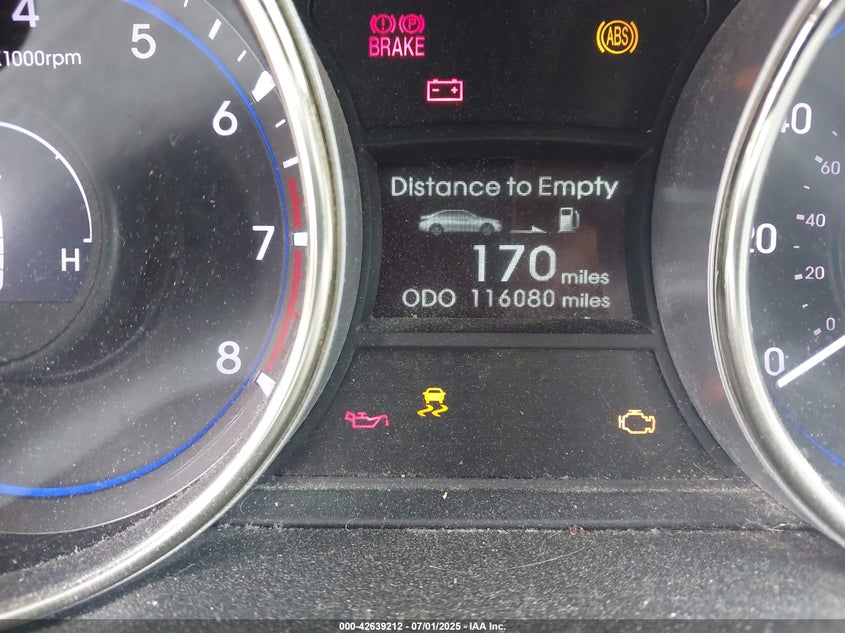 4
5
x1000rpm
6
7
8
H
BRAKE
P
ABS
- +
Distance to Empty
170 miles
ODO 116080 miles
40
60
40
20
20
0
0
000-42639212 - 07/01/2025 - IAA Inc.